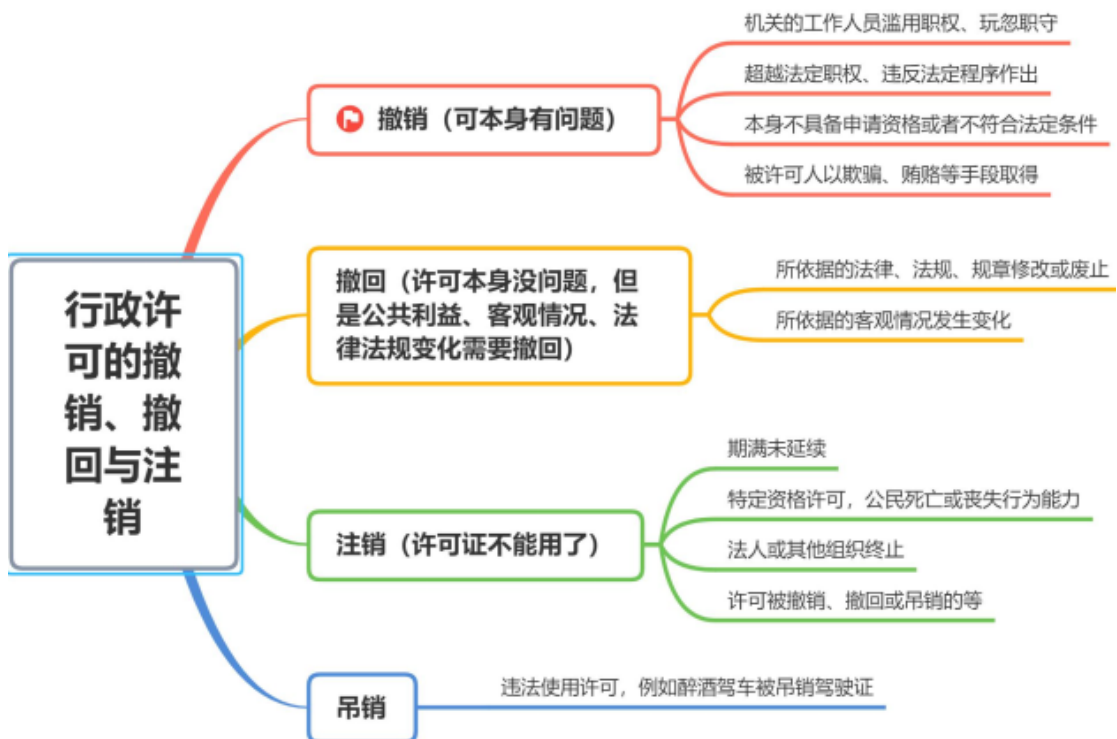 行政许
可的撤
销、撤
回与注
销
撤销（可本身有问题）
机关的工作人员滥用职权、玩忽职守
超越法定职权、违反法定程序作出
本身不具备申请资格或者不符合法定条件
被许可人以欺骗、贿赂等手段取得
撤回（许可本身没问题，但
是公共利益、客观情况、法
律法规变化需要撤回）
所依据的法律、法规、规章修改或废止
所依据的客观情况发生变化
注销（许可证不能用了）
期满未延续
特定资格许可，公民死亡或丧失行为能力
法人或其他组织终止
许可被撤销、撤回或吊销的等
吊销
违法使用许可，例如醉酒驾车被吊销驾驶证